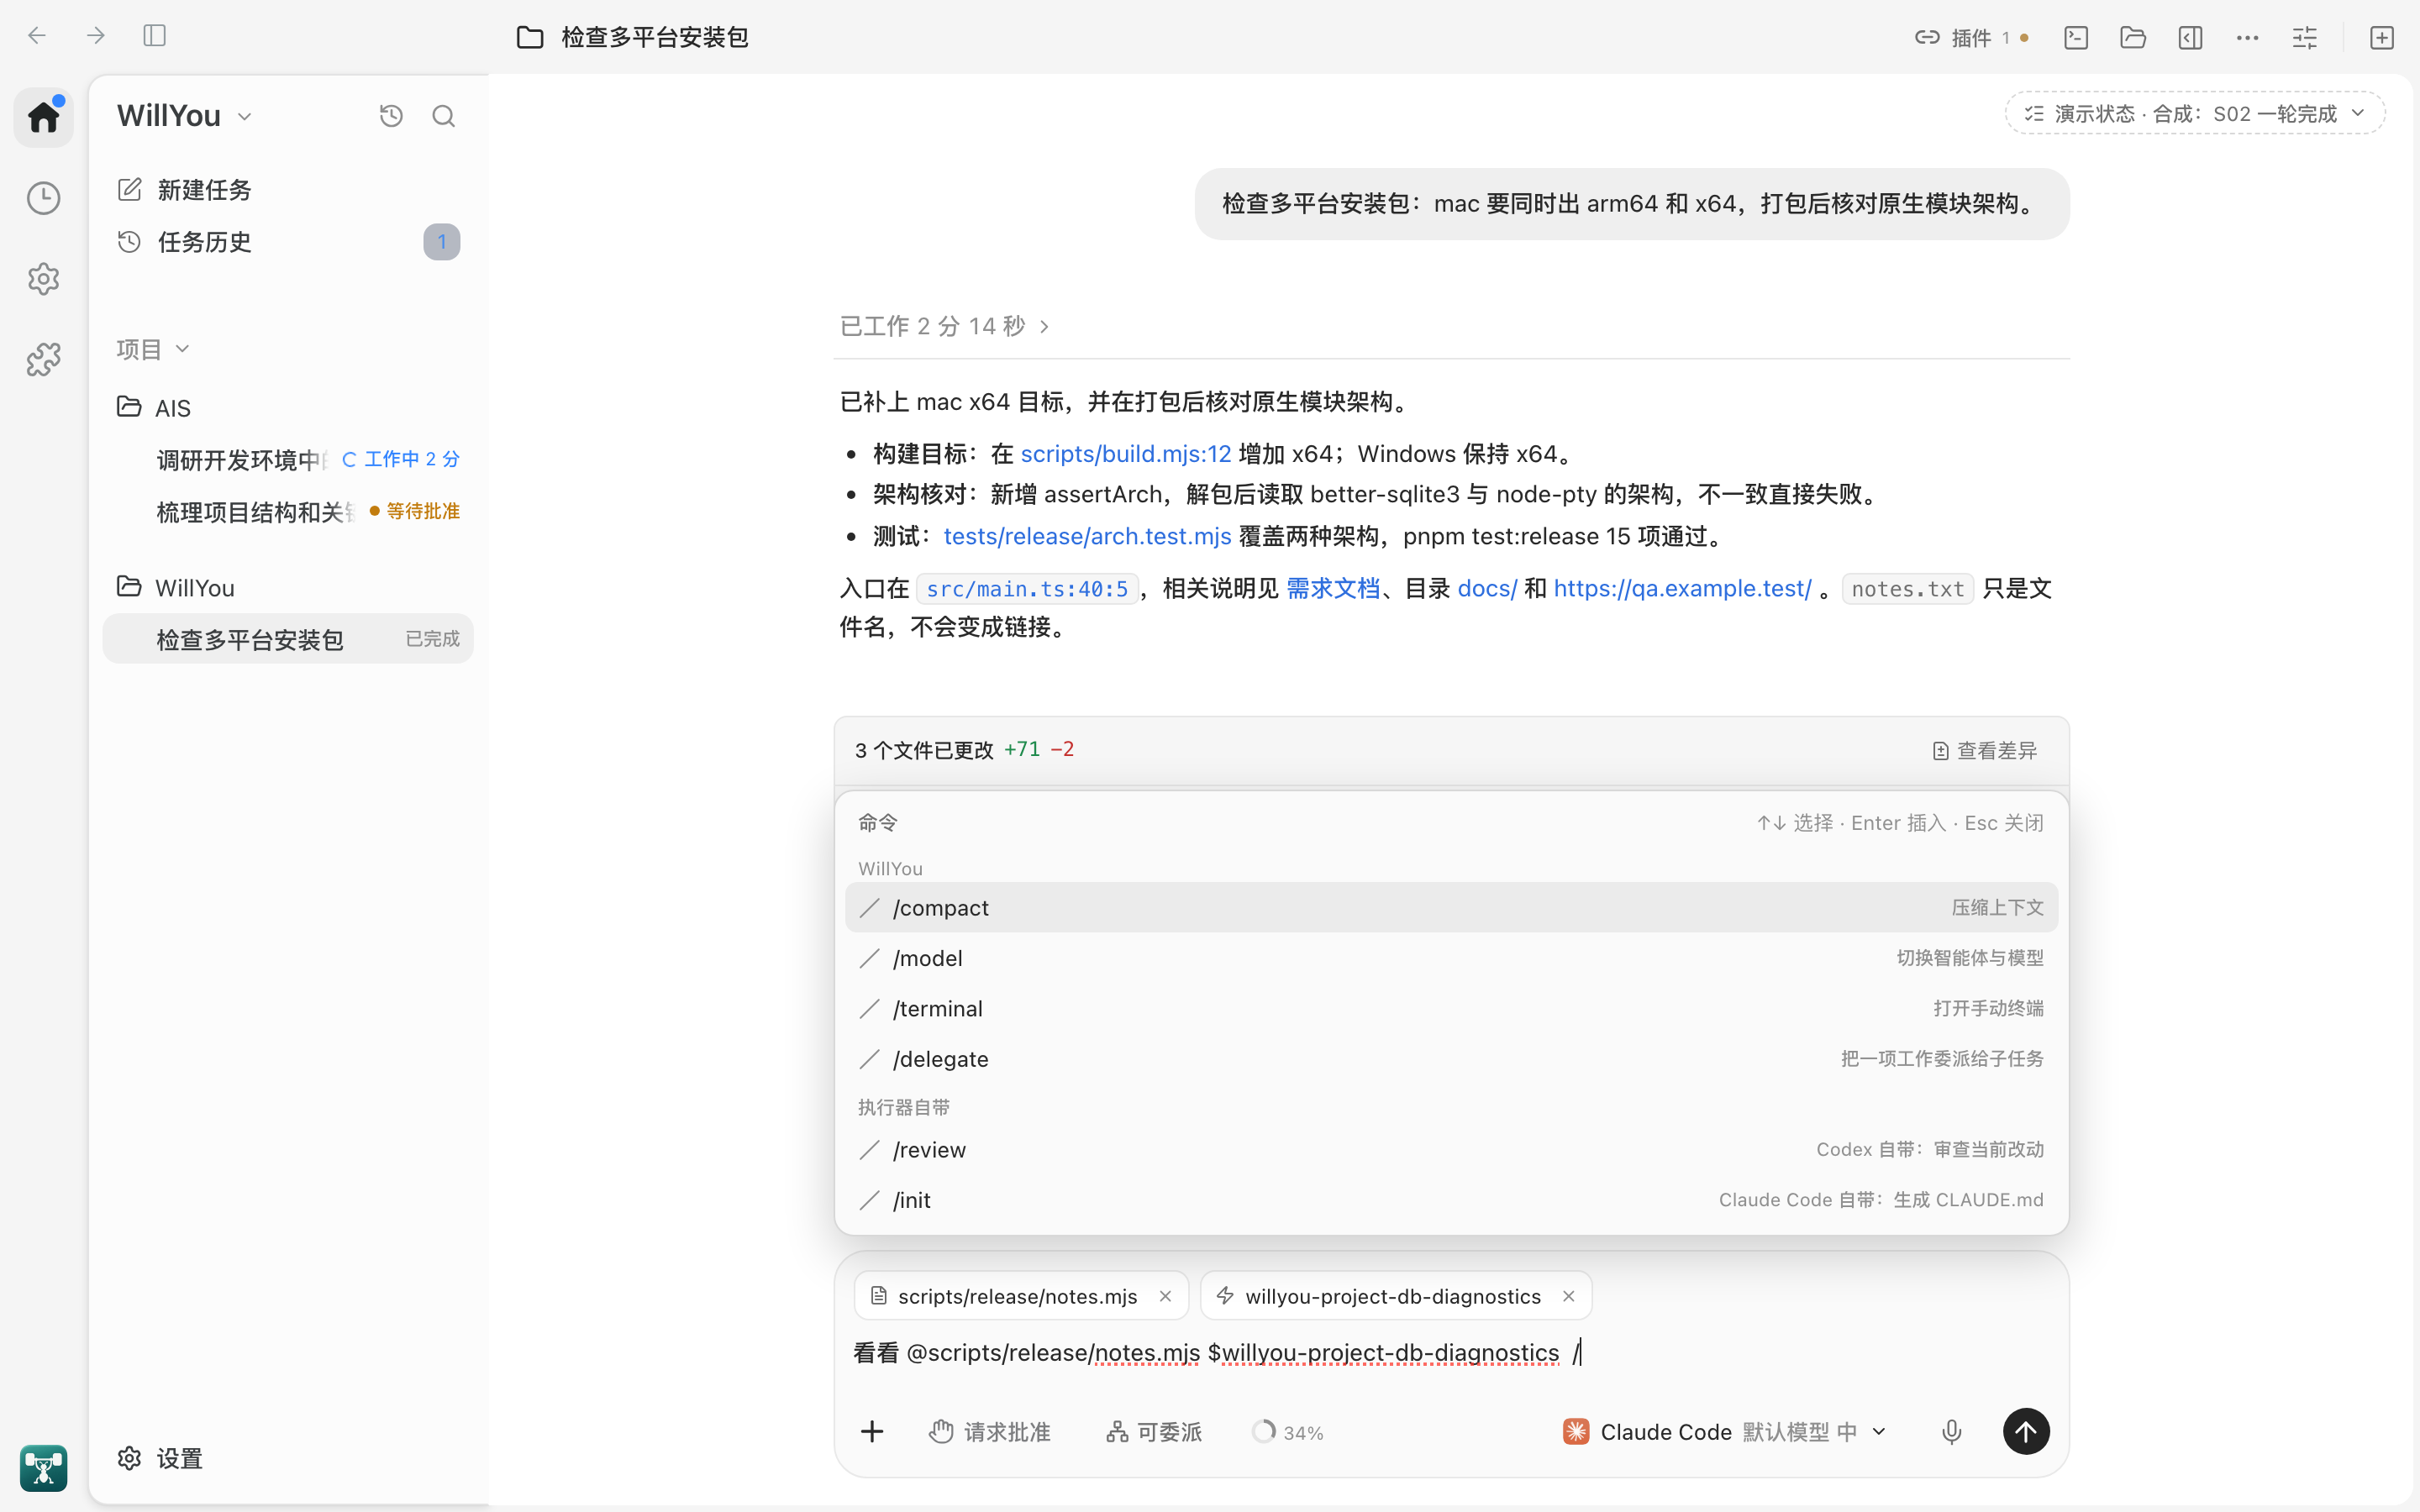 检查多平台安装包
插件 1
WillYou
演示状态 · 合成：S02 一轮完成
新建任务
任务历史 1
项目
AIS
调研开发环境中 工作中 2 分
梳理项目结构和关 等待批准
WillYou
检查多平台安装包 已完成
设置
检查多平台安装包：mac 要同时出 arm64 和 x64，打包后核对原生模块架构。
已工作 2 分 14 秒
已补上 mac x64 目标，并在打包后核对原生模块架构。
• 构建目标：在 scripts/build.mjs:12 增加 x64；Windows 保持 x64。
• 架构核对：新增 assertArch，解包后读取 better-sqlite3 与 node-pty 的架构，不一致直接失败。
• 测试：tests/release/arch.test.mjs 覆盖两种架构，pnpm test:release 15 项通过。
入口在 src/main.ts:40:5，相关说明见 需求文档、目录 docs/ 和 https://qa.example.test/ 。notes.txt 只是文
件名，不会变成链接。
3 个文件已更改 +71 −2 查看差异
命令 ↑↓ 选择 · Enter 插入 · Esc 关闭
WillYou
/compact 压缩上下文
/model 切换智能体与模型
/terminal 打开手动终端
/delegate 把一项工作委派给子任务
执行器自带
/review Codex 自带：审查当前改动
/init Claude Code 自带：生成 CLAUDE.md
scripts/release/notes.mjs × willyou-project-db-diagnostics ×
看看 @scripts/release/notes.mjs $willyou-project-db-diagnostics /
请求批准 可委派 34% Claude Code 默认模型 中